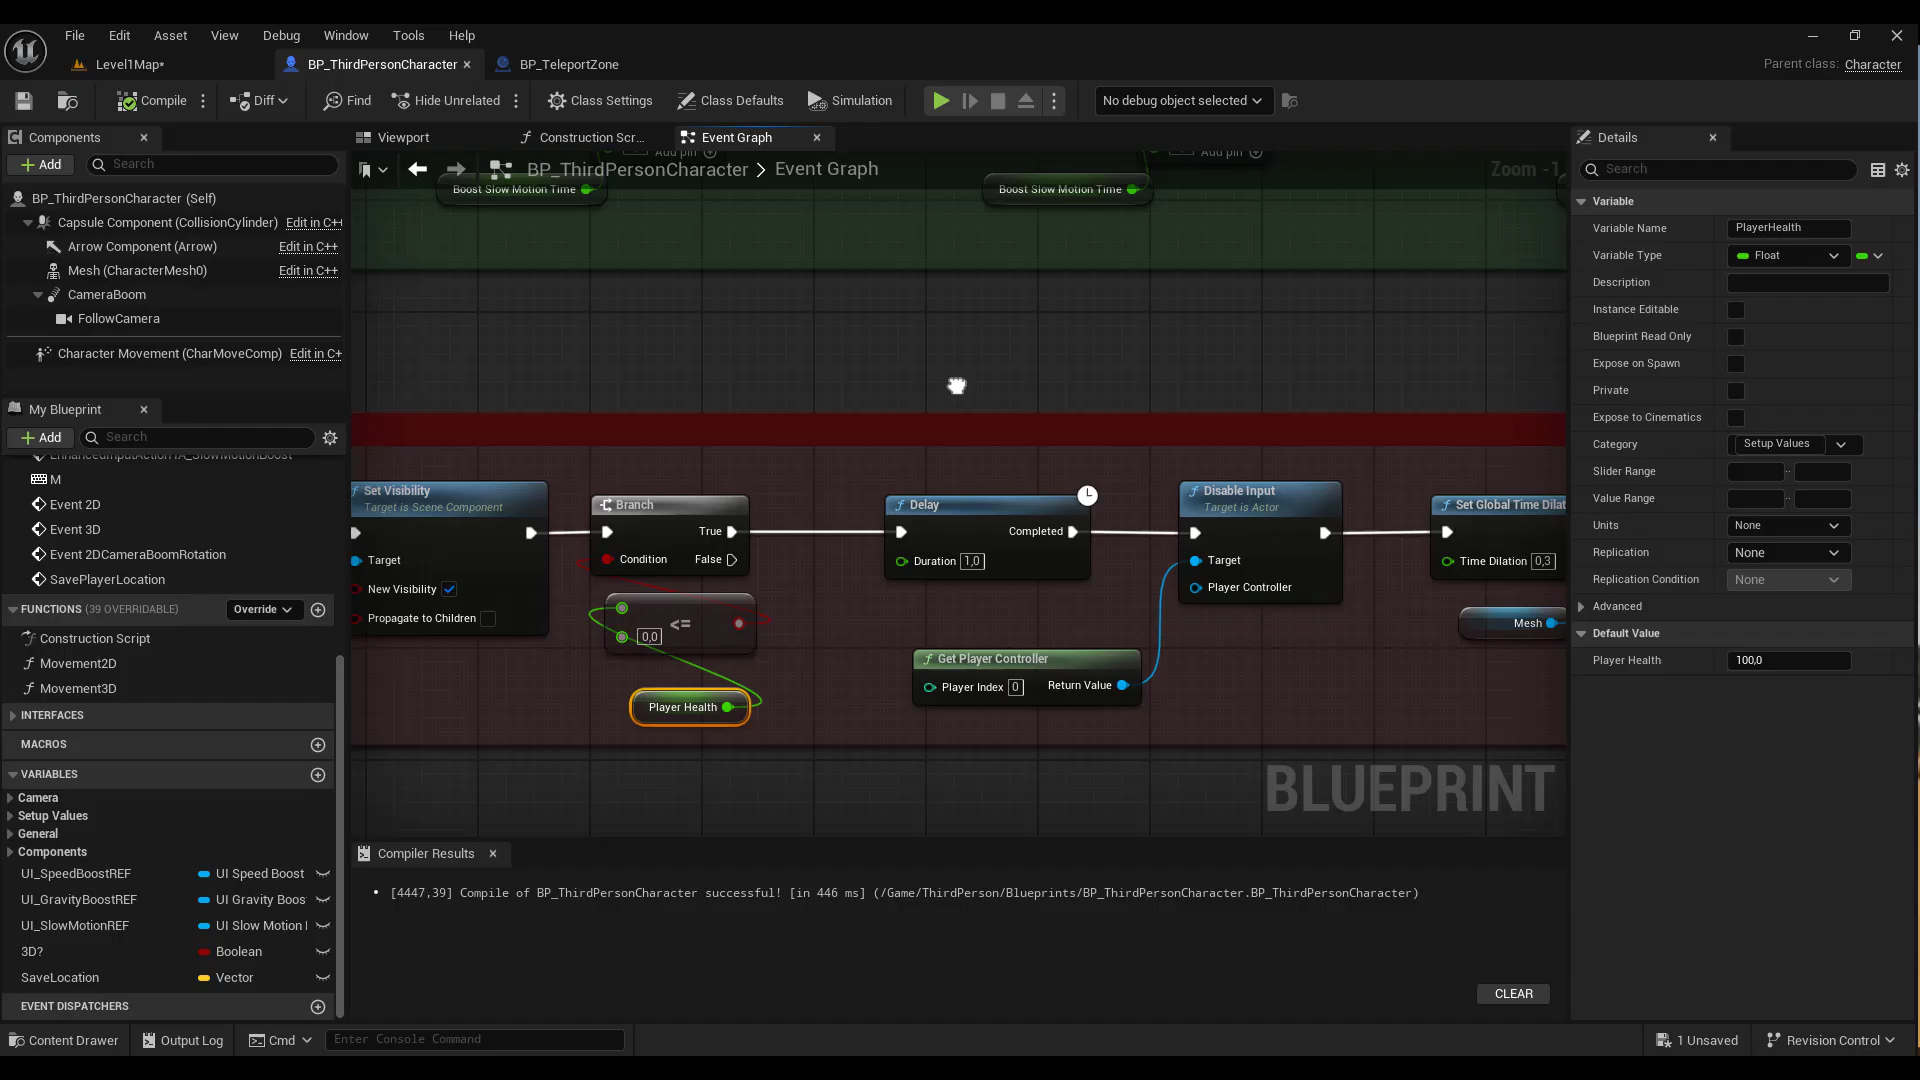 File Edit Asset View Debug Window Tools Help
Level1Map* BP_ThirdPersonCharacter BP_TeleportZone
Parent class: Character
Compile Diff Find Hide Unrelated Class Settings Class Defaults Simulation No debug object selected
Components
Add Search
BP_ThirdPersonCharacter (Self)
Capsule Component (CollisionCylinder) Edit in C++
Arrow Component (Arrow) Edit in C++
Mesh (CharacterMesh0) Edit in C++
CameraBoom
FollowCamera
Character Movement (CharMoveComp) Edit in C+
My Blueprint
Add Search
EnhancedInputAction IA_SlowMotionBoost
M
Event 2D
Event 3D
Event 2DCameraBoomRotation
SavePlayerLocation
FUNCTIONS (39 OVERRIDABLE) Override
Construction Script
Movement2D
Movement3D
INTERFACES
MACROS
VARIABLES
Camera
Setup Values
General
Components
UI_SpeedBoostREF UI Speed Boost
UI_GravityBoostREF UI Gravity Boos
UI_SlowMotionREF UI Slow Motion
3D? Boolean
SaveLocation Vector
EVENT DISPATCHERS
Viewport Construction Scr... Event Graph
Add pin Add pin
BP_ThirdPersonCharacter > Event Graph
Zoom -1
Boost Slow Motion Time Boost Slow Motion Time
Set Visibility
Target is Scene Component
Target
New Visibility
Propagate to Children
Branch
True
Condition False
0,0 <=
Player Health
Delay
Completed
Duration 1,0
Get Player Controller
Player Index 0 Return Value
Disable Input
Target is Actor
Target
Player Controller
Set Global Time Dilat
Time Dilation 0,3
Mesh
BLUEPRINT
Compiler Results
• [4447,39] Compile of BP_ThirdPersonCharacter successful! [in 446 ms] (/Game/ThirdPerson/Blueprints/BP_ThirdPersonCharacter.BP_ThirdPersonCharacter)
CLEAR
Details
Search
Variable
Variable Name PlayerHealth
Variable Type Float
Description
Instance Editable
Blueprint Read Only
Expose on Spawn
Private
Expose to Cinematics
Category Setup Values
Slider Range
Value Range
Units None
Replication None
Replication Condition None
Advanced
Default Value
Player Health 100,0
Content Drawer Output Log Cmd Enter Console Command 1 Unsaved Revision Control